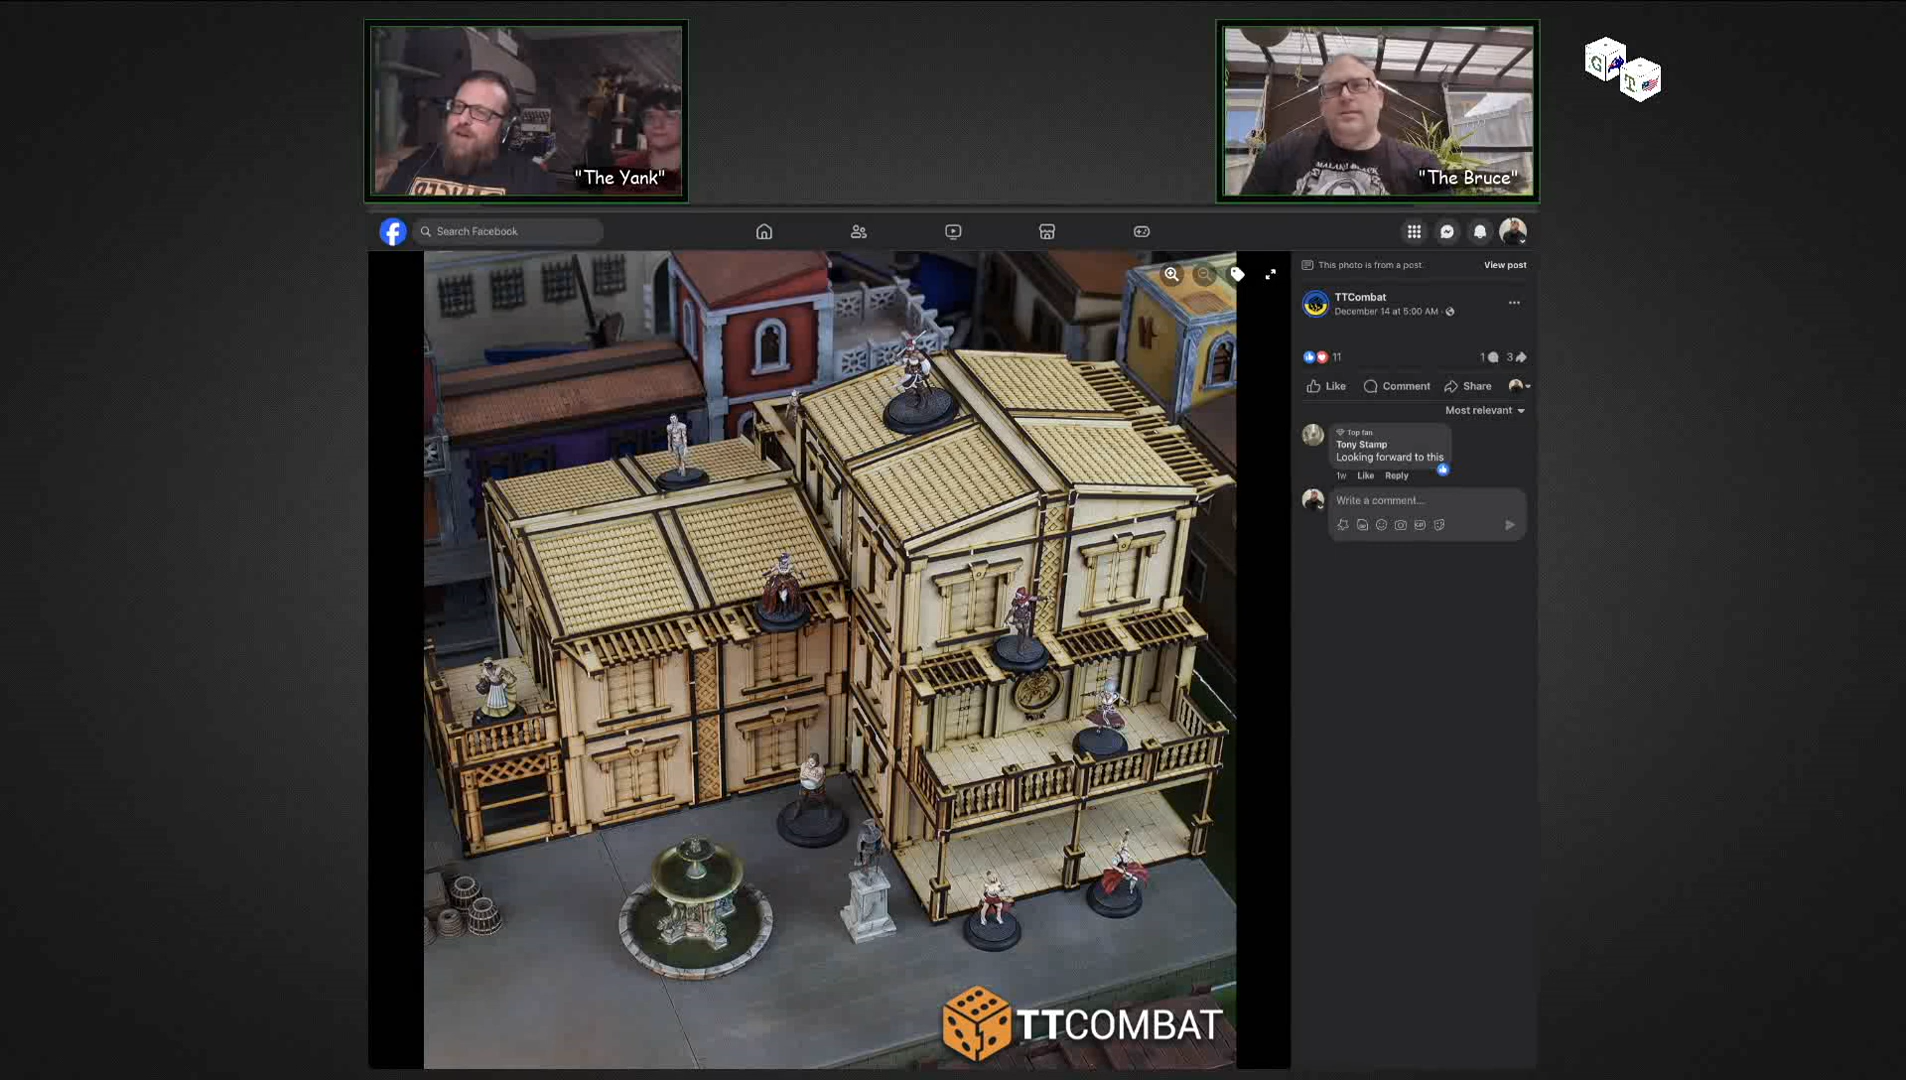 "The Yank"
"The Bruce"
G
T
Search Facebook
This photo is from a post.
View post
TTCombat
December 14 at 5:00 AM ·
11
1
3
Like
Comment
Share
Most relevant
Top fan
Tony Stamp
Looking forward to this
1w
Like
Reply
Write a comment...
GIF
TTCOMBAT